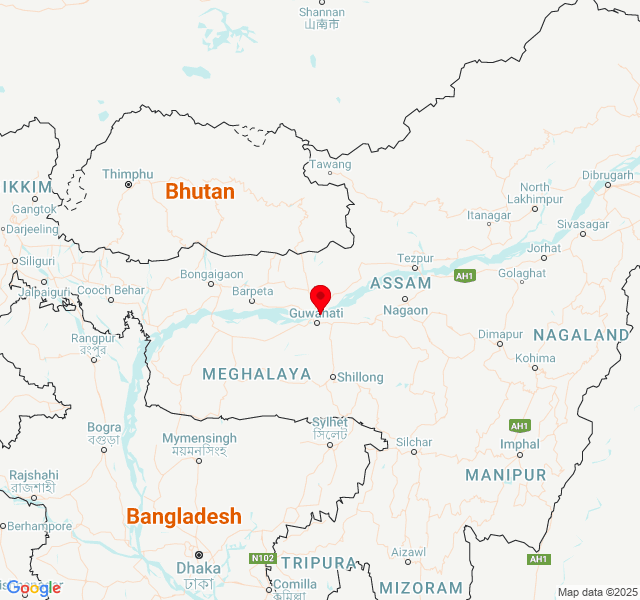 Shannan
山南市
Tawang
Thimphu
Bhutan
IKKIM
Gangtok
Darjeeling
Siliguri
Jalpaiguri
Cooch Behar
Bongaigaon
Barpeta
Guwahati
Tezpur
ASSAM
Nagaon
AH1
Dibrugarh
North
Lakhimpur
Itanagar
Sivasagar
Jorhat
Golaghat
Dimapur
NAGALAND
Kohima
Rangpur
রংপুর
MEGHALAYA
Shillong
Bogra
বগুড়া
Mymensingh
ময়মনসিংহ
Sylhet
সিলেট
Silchar
AH1
Imphal
MANIPUR
Rajshahi
রাজশাহী
Berhampore
Bangladesh
Dhaka
ঢাকা
N102
TRIPURA
Comilla
কুমিল্লা
Aizawl
MIZORAM
AH1
Google
Map data ©2025